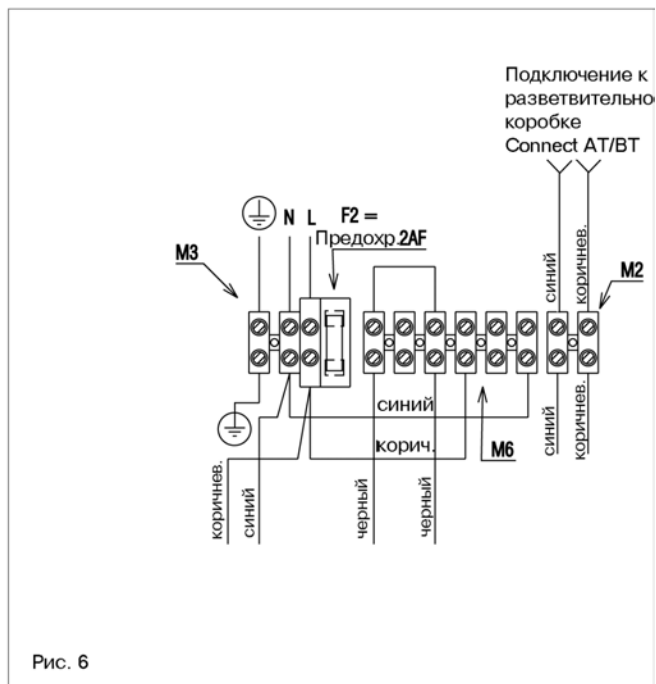 Подключение к
разветвительно
коробке
Connect AT/BT
N L F2 =
Предохр.2AF
M3
M2
синий
коричнев.
синий
корич.
M6
синий
коричнев.
коричнев.
синий
черный
черный
Рис. 6